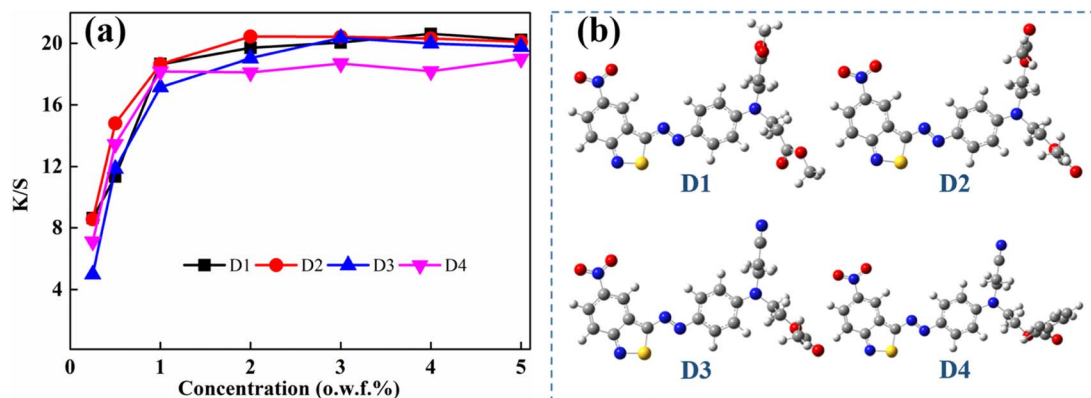 (a)
K/S
20
16
12
8
4
D1 D2 D3 D4
0 1 2 3 4 5
Concentration (o.w.f.%)
(b)
D1
D2
D3
D4